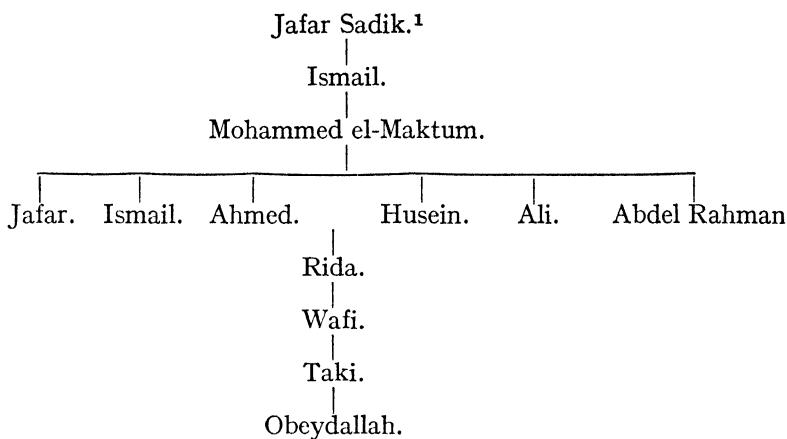 Jafar Sadik.¹
Ismail.
Mohammed el-Maktum.
Jafar. Ismail. Ahmed. Husein. Ali. Abdel Rahman
Rida.
Wafi.
Taki.
Obeydallah.